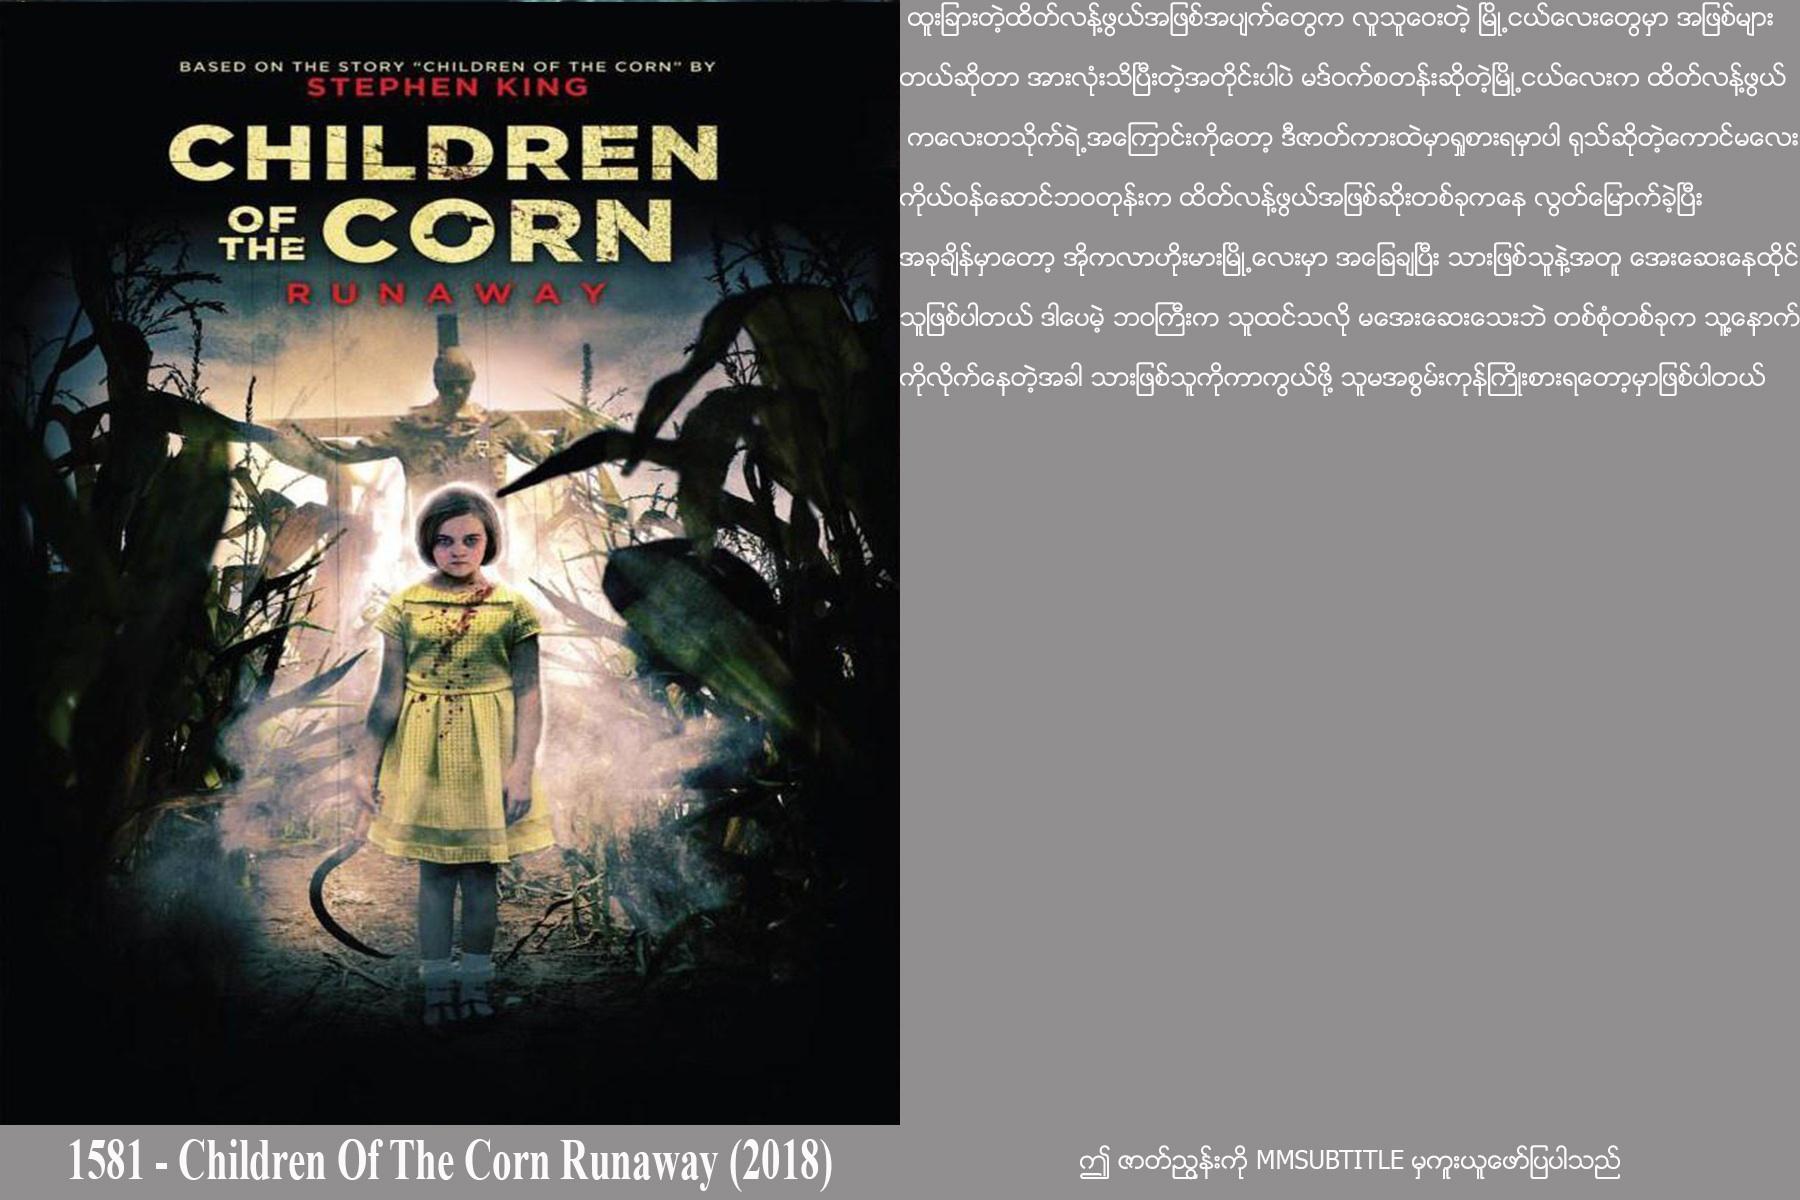 BASED ON THE STORY "CHILDREN OF THE CORN" BY
STEPHEN KING
CHILDREN
OF THE CORN
RUNAWAY
ထူးခြားတဲ့ထိတ်လန့်ဖွယ်အဖြစ်အပျက်တွေက လူသူဝေးတဲ့ မြို့ငယ်လေးတွေမှာ အဖြစ်များ
တယ်ဆိုတာ အားလုံးသိပြီးတဲ့အတိုင်းပါပဲ မဒ်ဝက်စတန်းဆိုတဲ့မြို့ငယ်လေးက ထိတ်လန့်ဖွယ်
ကလေးတသိုက်ရဲ့အကြောင်းကိုတော့ ဒီဇာတ်ကားထဲမှာရှုစားရမှာပါ ရုသ်ဆိုတဲ့ကောင်မလေး
ကိုယ်ဝန်ဆောင်ဘဝတုန်းက ထိတ်လန့်ဖွယ်အဖြစ်ဆိုးတစ်ခုကနေ လွတ်မြောက်ခဲ့ပြီး
အခုချိန်မှာတော့ အိုကလာဟိုးမားမြို့လေးမှာ အခြေချပြီး သားဖြစ်သူနဲ့အတူ အေးဆေးနေထိုင်
သူဖြစ်ပါတယ် ဒါပေမဲ့ ဘဝကြီးက သူထင်သလို မအေးဆေးသေးဘဲ တစ်စုံတစ်ခုက သူ့နောက်
ကိုလိုက်နေတဲ့အခါ သားဖြစ်သူကိုကာကွယ်ဖို့ သူမအစွမ်းကုန်ကြိုးစားရတော့မှာဖြစ်ပါတယ်
1581 - Children Of The Corn Runaway (2018)
ဤ ဇာတ်ညွှန်းကို MMSUBTITLE မှကူးယူဖော်ပြပါသည်